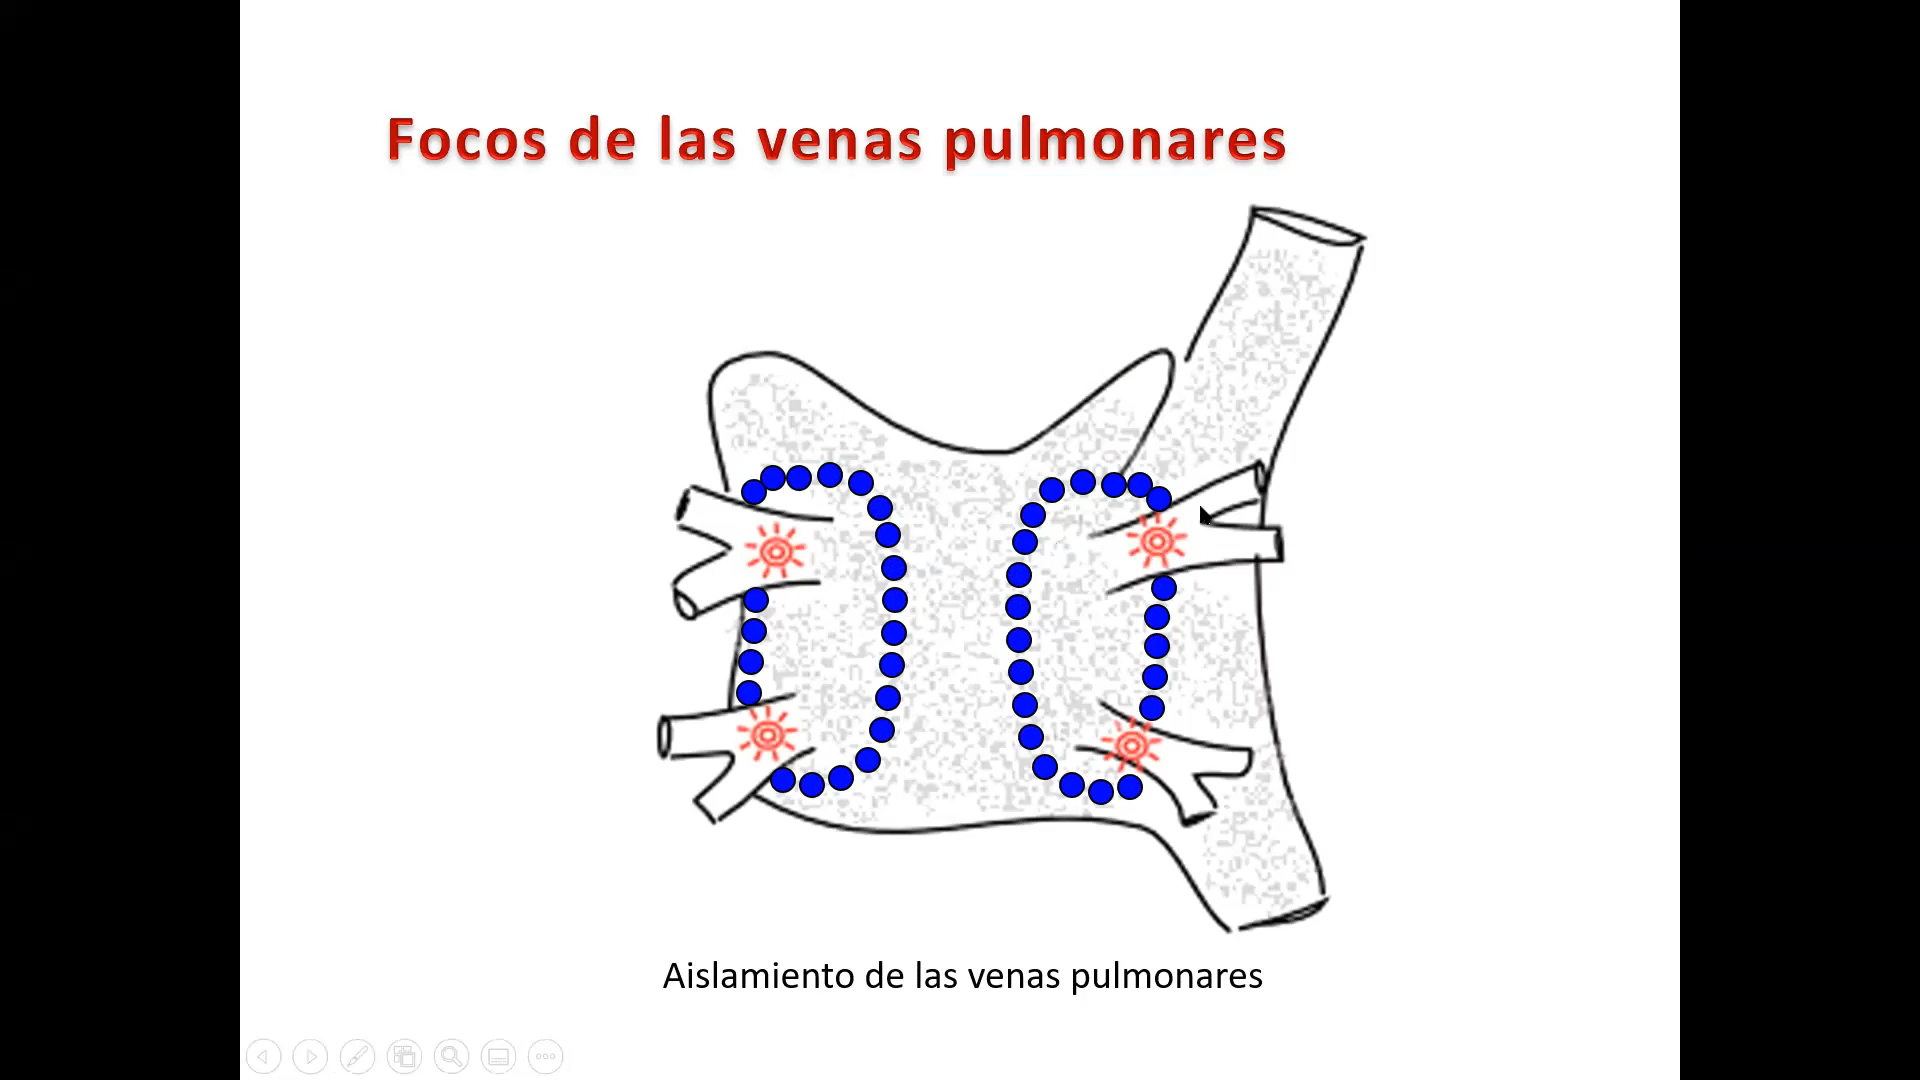 Focos de las venas pulmonares
Aislamiento de las venas pulmonares